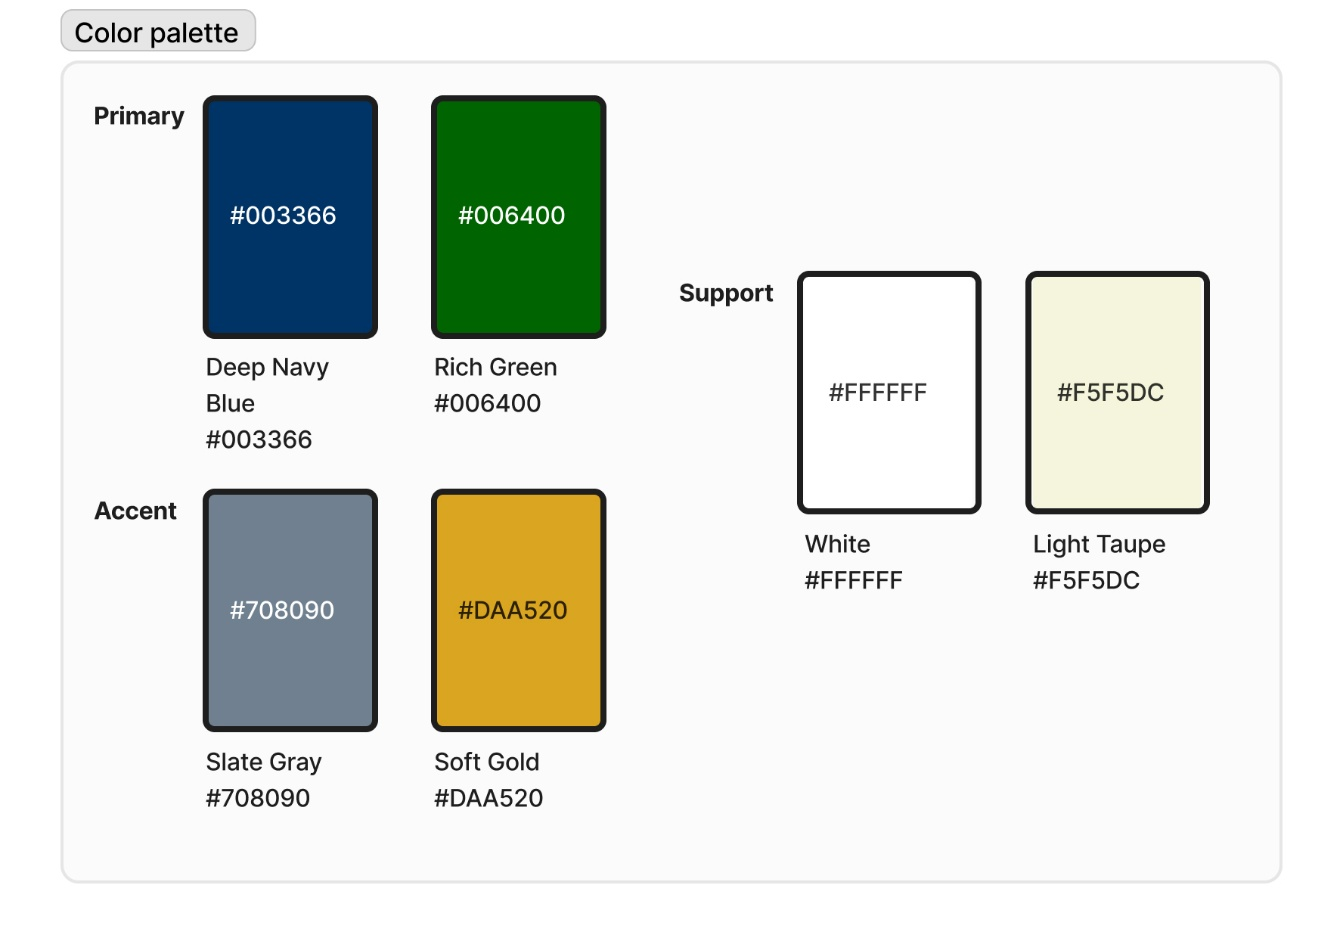 Color palette
Primary
#003366
#006400
Deep Navy
Blue
#003366
Rich Green
#006400
Accent
#708090
#DAA520
Slate Gray
#708090
Soft Gold
#DAA520
Support
#FFFFFF
#F5F5DC
White
#FFFFFF
Light Taupe
#F5F5DC